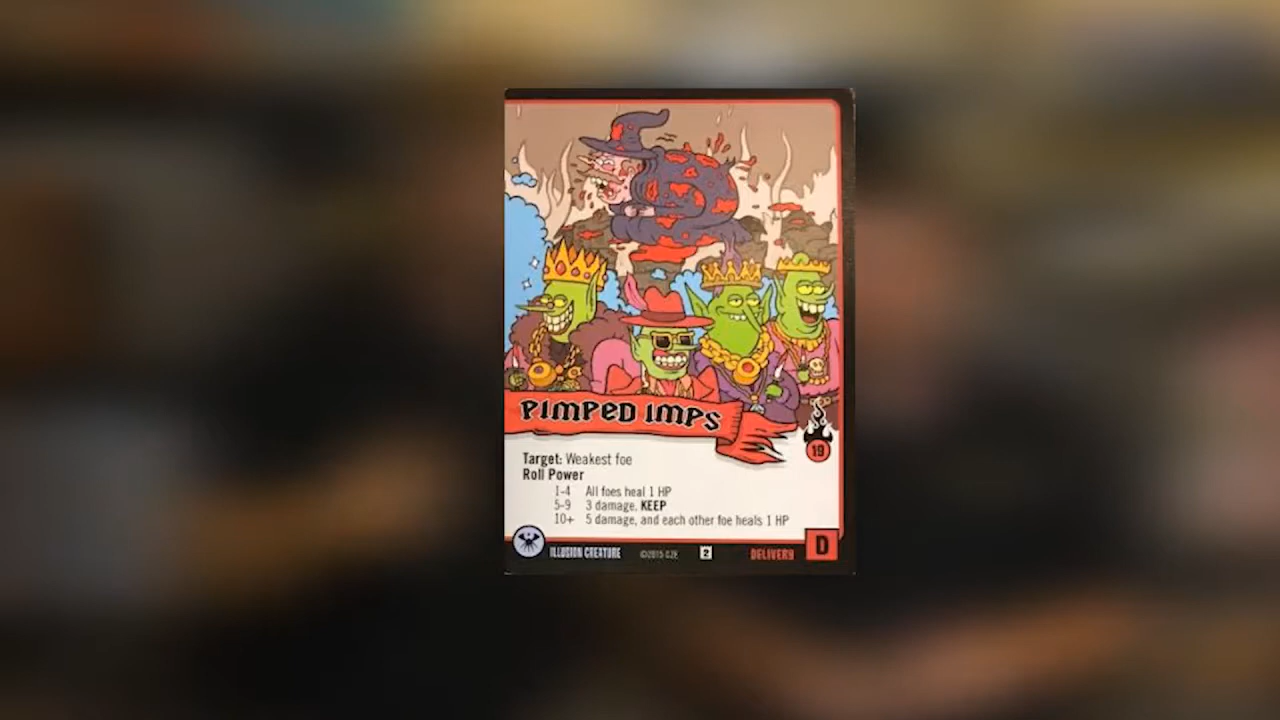 PIMPED IMPS
19
Target: Weakest foe
Roll Power
1-4 All foes heal 1 HP
5-9 3 damage. KEEP
10+ 5 damage, and each other foe heals 1 HP
ILLUSION CREATURE ©2015 CZE 2 DELIVERY D